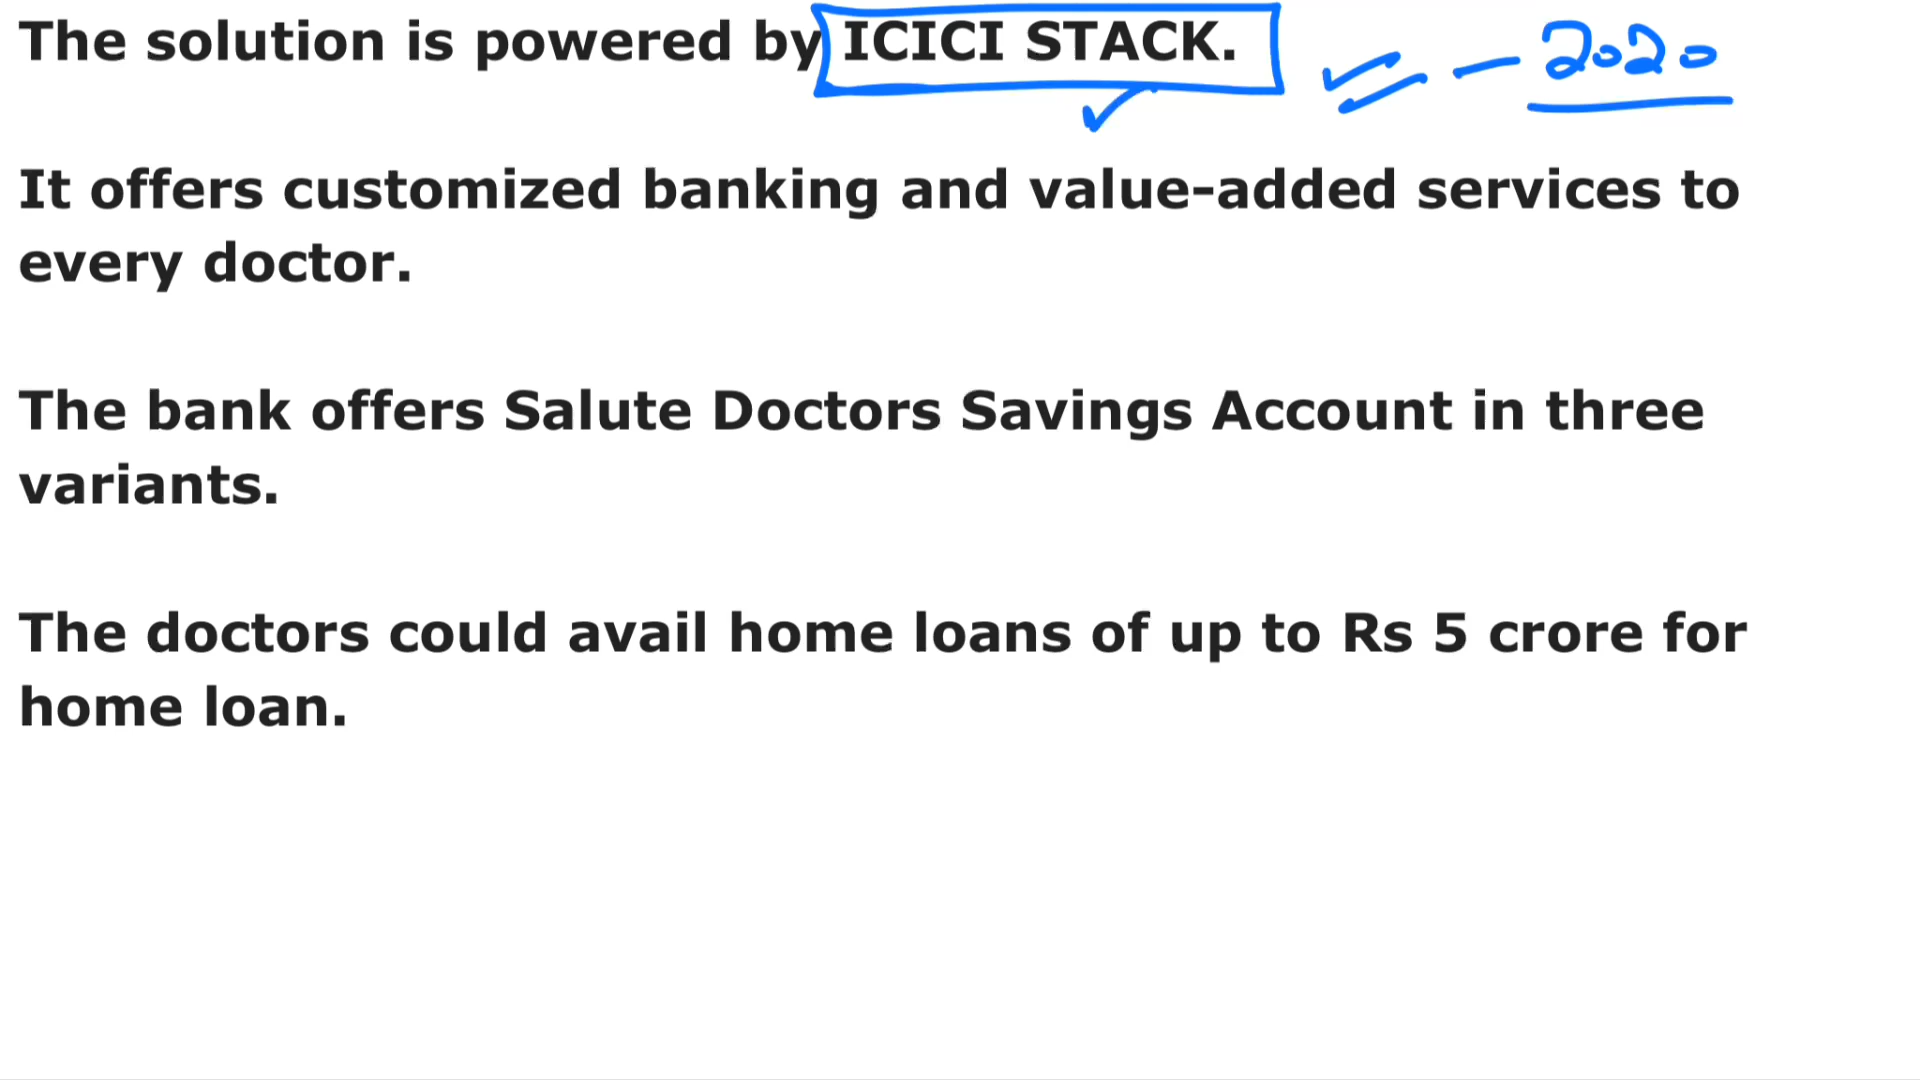 The solution is powered by ICICI STACK. - 2020
It offers customized banking and value-added services to
every doctor.
The bank offers Salute Doctors Savings Account in three
variants.
The doctors could avail home loans of up to Rs 5 crore for
home loan.